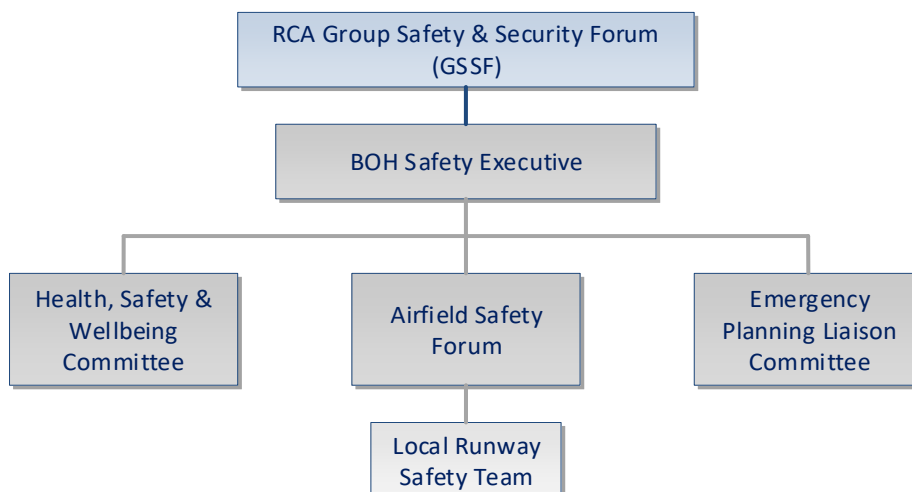 RCA Group Safety & Security Forum
(GSSF)
BOH Safety Executive
Health, Safety &
Wellbeing
Committee
Airfield Safety
Forum
Emergency
Planning Liaison
Committee
Local Runway
Safety Team